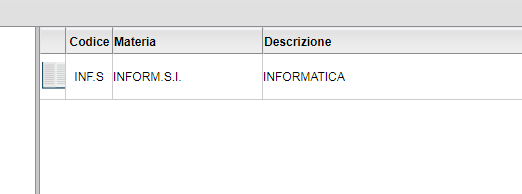 Codice Materia Descrizione
INF.S INFORM.S.I. INFORMATICA